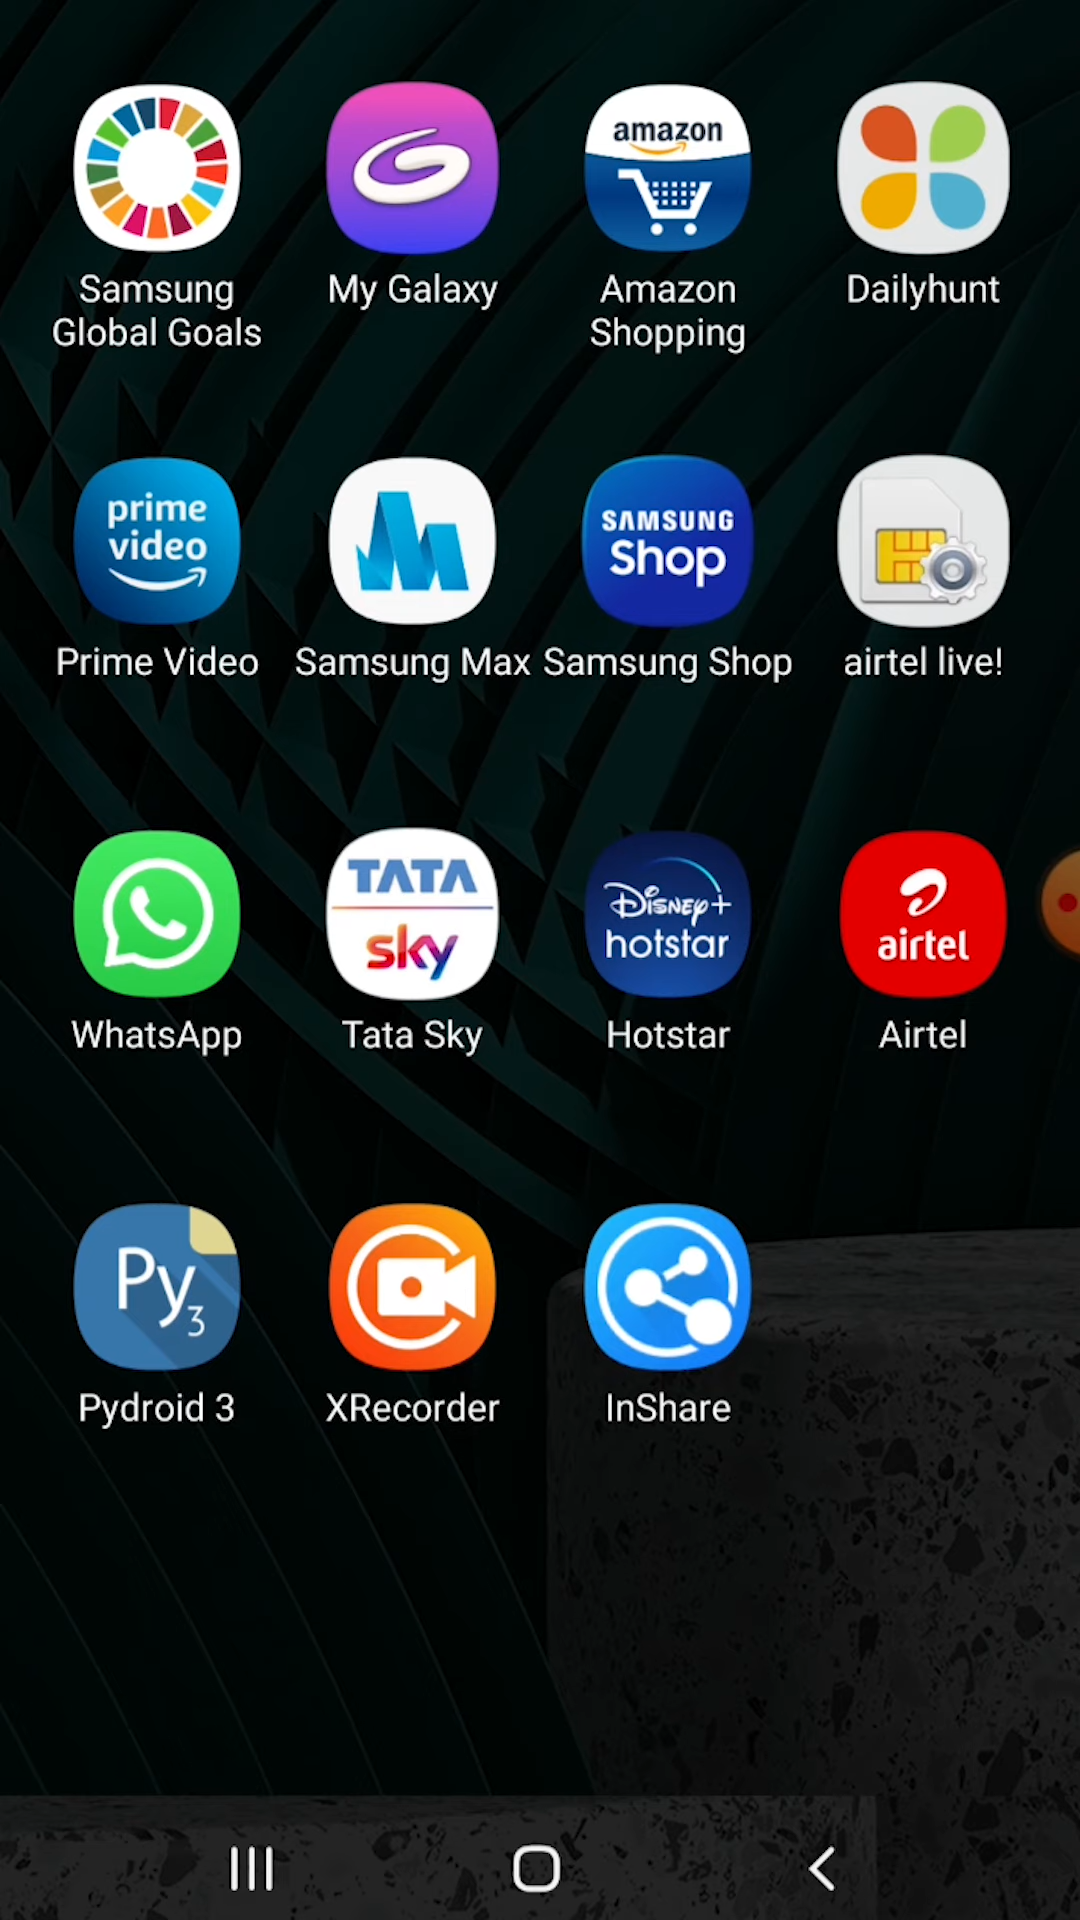 amazon
Samsung
Global Goals
My Galaxy
Amazon
Shopping
Dailyhunt
prime
video
SAMSUNG
Shop
Prime Video
Samsung Max
Samsung Shop
airtel live!
TATA
sky
Disney+
hotstar
airtel
WhatsApp
Tata Sky
Hotstar
Airtel
Py3
Pydroid 3
XRecorder
InShare